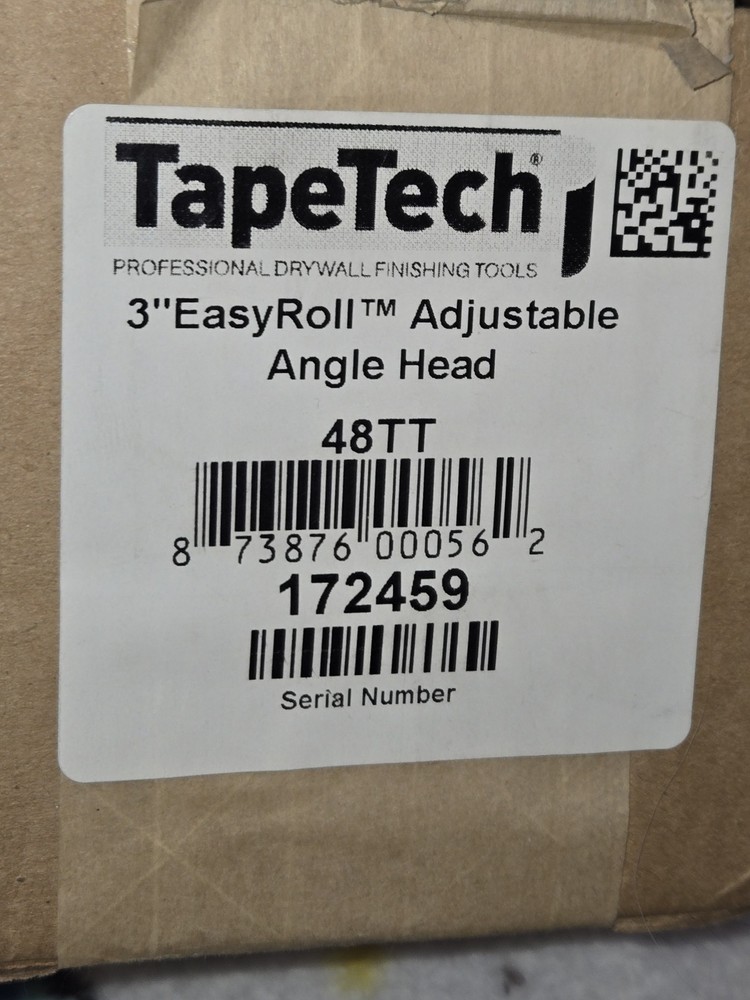 TapeTech®
PROFESSIONAL DRYWALL FINISHING TOOLS
3"EasyRoll™ Adjustable
Angle Head
48TT
8 73876 00056 2
172459
Serial Number